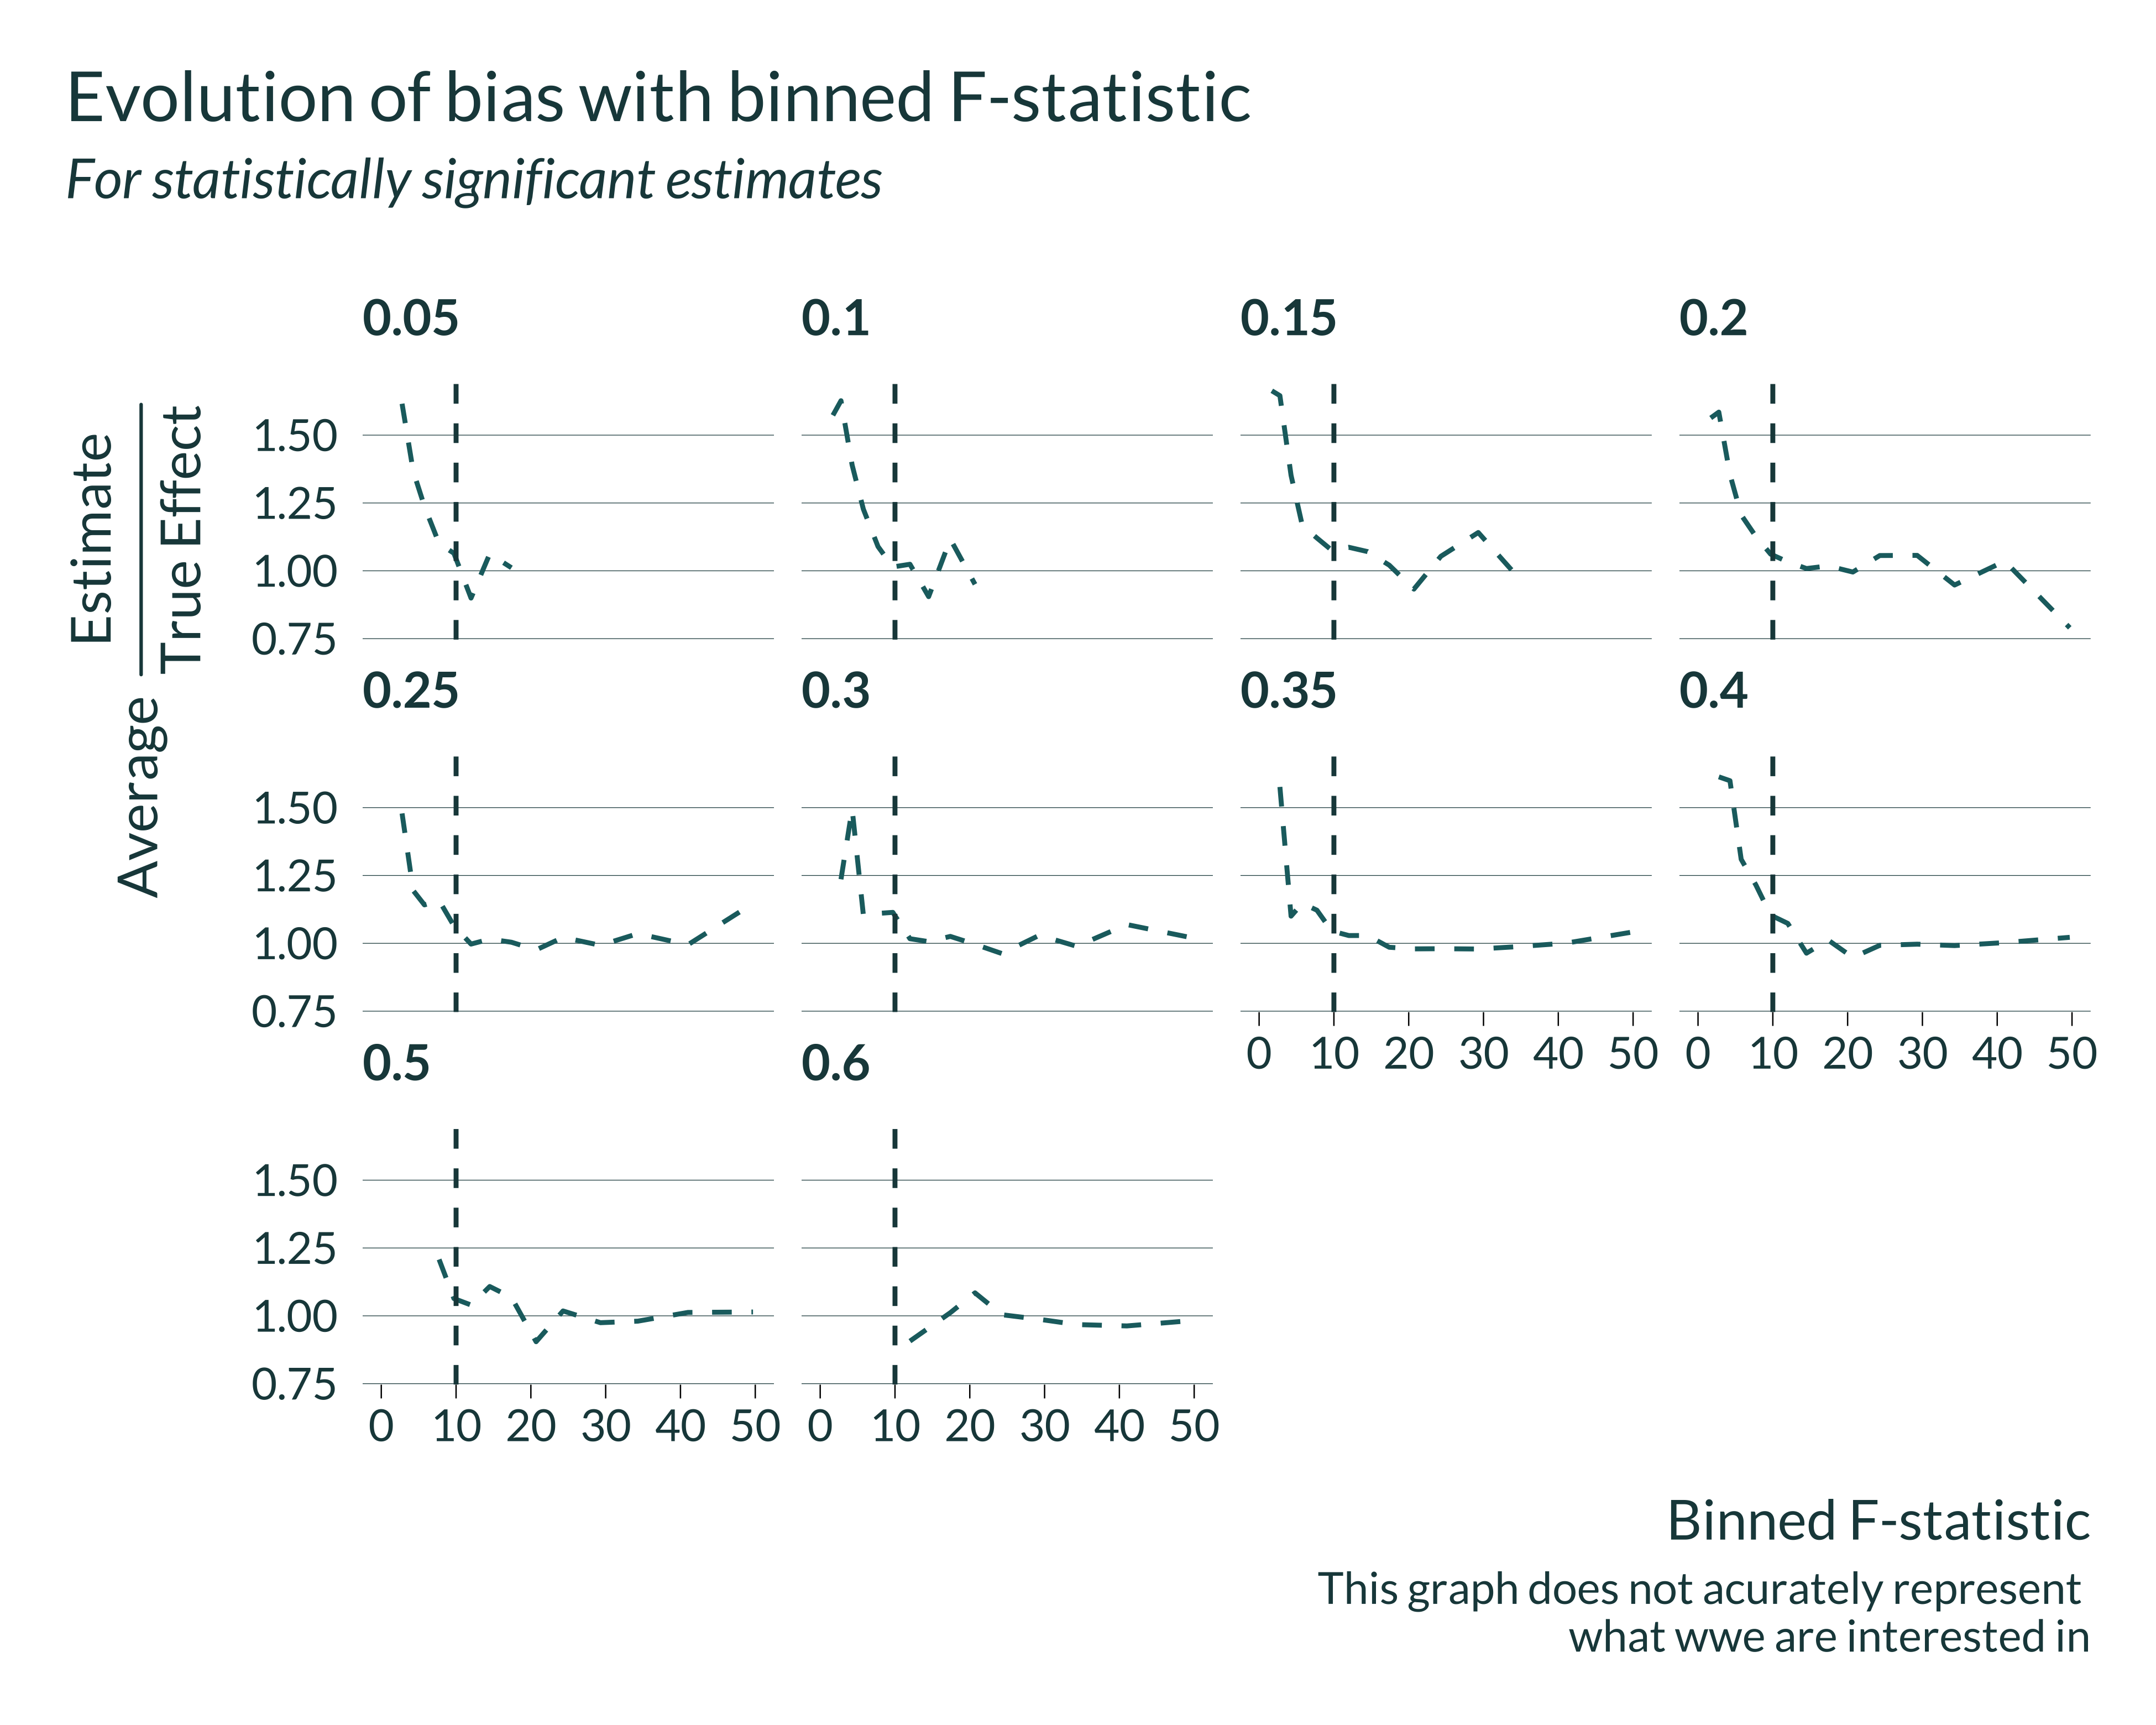 Evolution of bias with binned F-statistic
For statistically significant estimates
Average Estimate
True Effect
0.05 0.1 0.15 0.2
1.50
1.25
1.00
0.75
0.25 0.3 0.35 0.4
1.50
1.25
1.00
0.75
0 10 20 30 40 50 0 10 20 30 40 50
0.5 0.6
1.50
1.25
1.00
0.75
0 10 20 30 40 50 0 10 20 30 40 50
Binned F-statistic
This graph does not acurately represent
what wwe are interested in